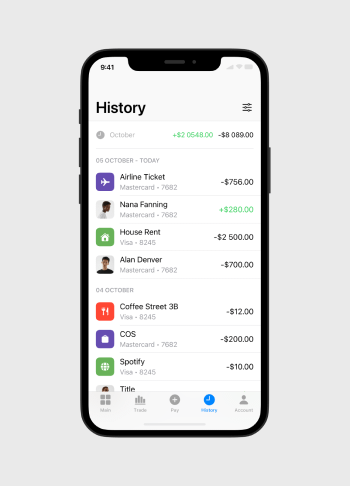 9:41
History
October +$2 0548.00 -$8 089.00
05 OCTOBER - TODAY
Airline Ticket
Mastercard • 7682
-$756.00
Nana Fanning
Mastercard • 7682
+$280.00
House Rent
Visa • 8245
-$2 500.00
Alan Denver
Mastercard • 7682
-$700.00
04 OCTOBER
Coffee Street 3B
Visa • 8245
-$12.00
COS
Mastercard • 7682
-$200.00
Spotify
Visa • 8245
-$10.00
Title
Main Trade Pay History Account